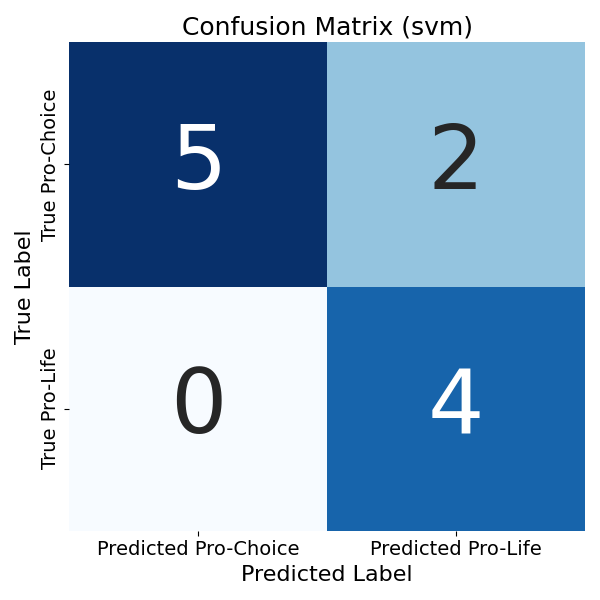 Confusion Matrix (svm)
True Label
True Pro-Choice
5 2
True Pro-Life
0 4
Predicted Pro-Choice Predicted Pro-Life
Predicted Label